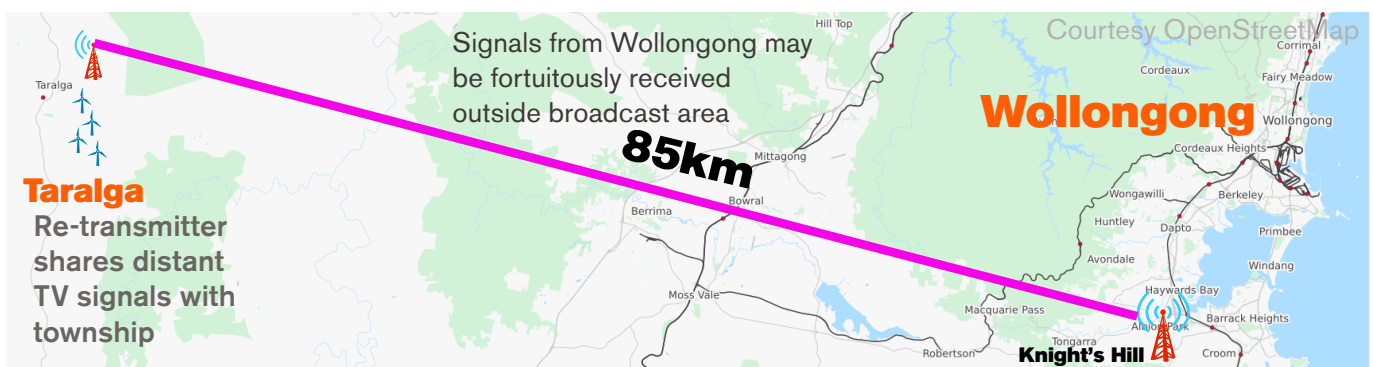 Hill Top
Courtesy OpenStreetMap
Corrimal
Signals from Wollongong may
be fortuitously received
outside broadcast area
Cordeaux
Fairy Meadow
Taralga
Wollongong
Wollongong
85km
Mittagong
Cordeaux Heights
Taralga
Wongawilli
Berkeley
Bowral
Berrima
Huntley
Dapto
Primbee
Re-transmitter
shares distant
TV signals with
township
Avondale
Windang
Moss Vale
Haywards Bay
Macquarie Pass
Albion Park
Barrack Heights
Tongarra
Robertson
Knight's Hill
Croom